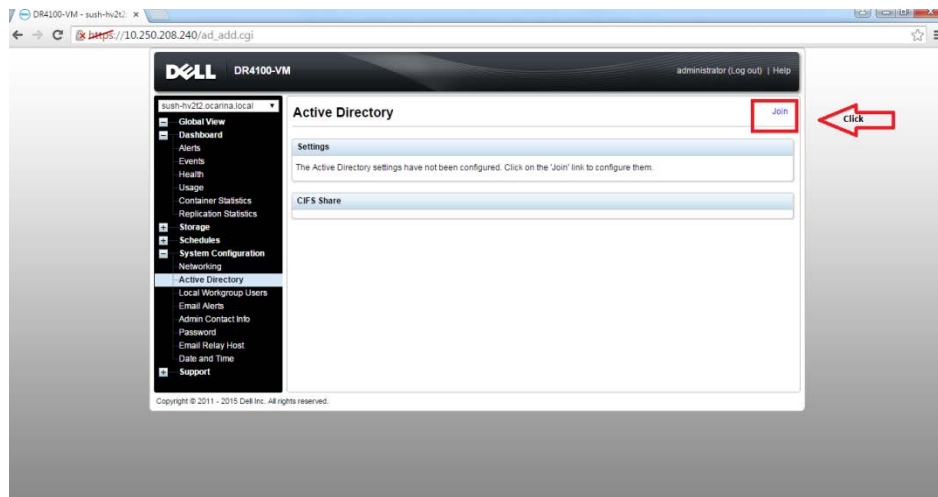 DR4100-VM - sush-hv2t2.
https://10.250.208.240/ad_add.cgi
DELL DR4100-VM administrator (Log out) | Help
sush-hv2t2.ocarina.local
Global View
Dashboard
Alerts
Events
Health
Usage
Container Statistics
Replication Statistics
Storage
Schedules
System Configuration
Networking
Active Directory
Local Workgroup Users
Email Alerts
Admin Contact Info
Password
Email Relay Host
Date and Time
Support
Active Directory Join
Click
Settings
The Active Directory settings have not been configured. Click on the 'Join' link to configure them.
CIFS Share
Copyright © 2011 - 2015 Dell Inc. All rights reserved.